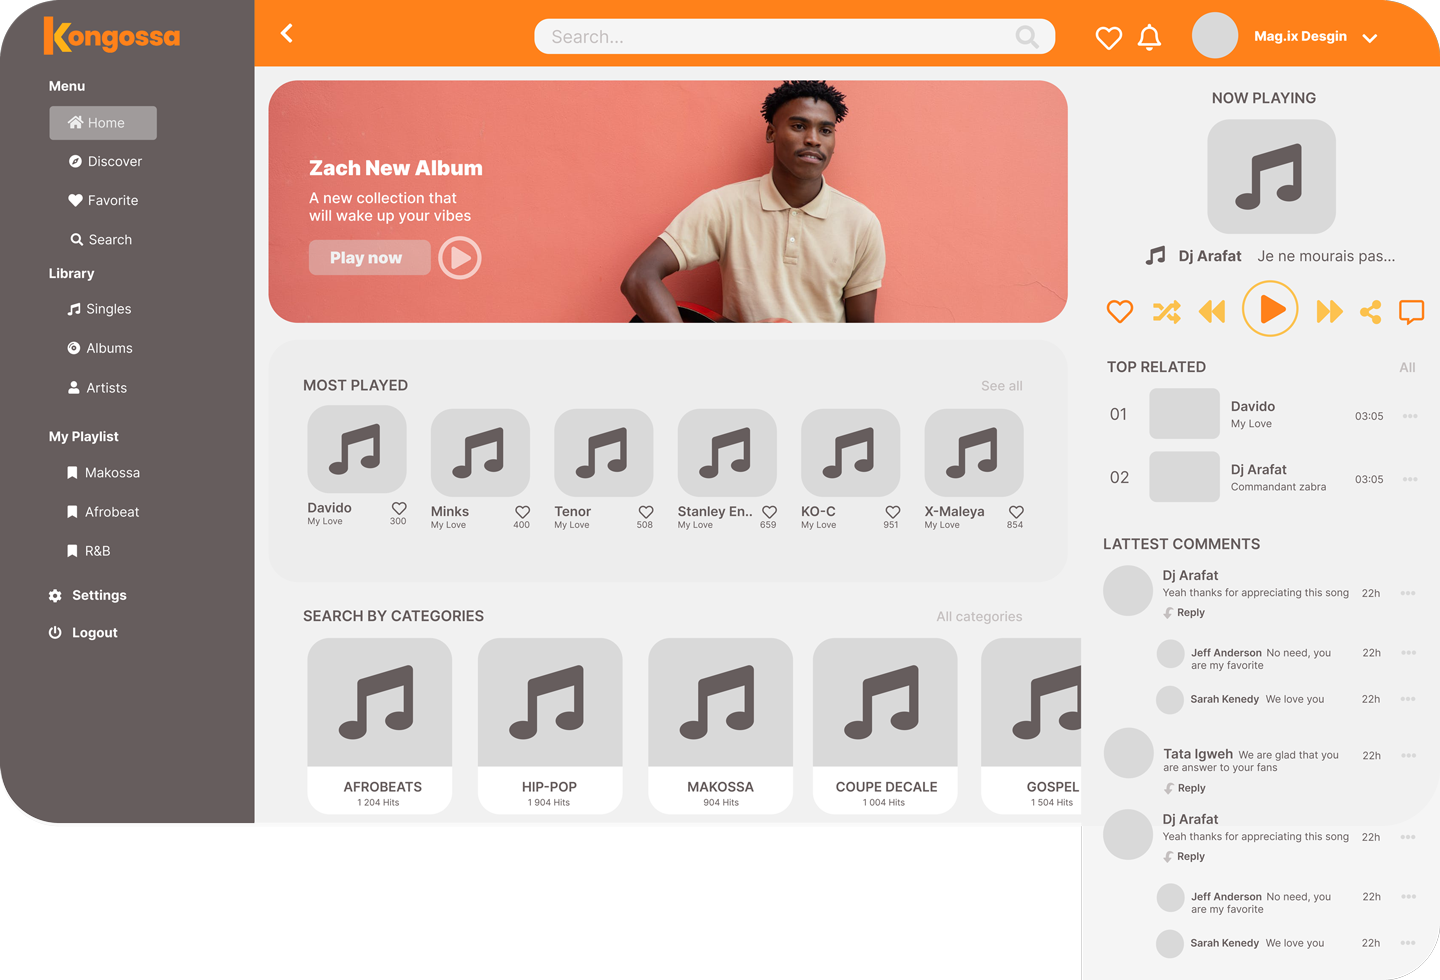 Kongossa
Search...
Mag.ix Desgin
Menu
Home
Discover
Favorite
Search
Library
Singles
Albums
Artists
My Playlist
Makossa
Afrobeat
R&B
Settings
Logout
Zach New Album
A new collection that
will wake up your vibes
Play now
MOST PLAYED
See all
Davido
My Love
300
Minks
My Love
400
Tenor
My Love
508
Stanley En..
My Love
659
KO-C
My Love
951
X-Maleya
My Love
854
SEARCH BY CATEGORIES
All categories
AFROBEATS
1 204 Hits
HIP-POP
1 904 Hits
MAKOSSA
904 Hits
COUPE DECALE
1 004 Hits
GOSPEL
1 504 Hits
NOW PLAYING
Dj Arafat Je ne mourais pas...
TOP RELATED
All
01
Davido
My Love
03:05
02
Dj Arafat
Commandant zabra
03:05
LATTEST COMMENTS
Dj Arafat
Yeah thanks for appreciating this song 22h
Reply
Jeff Anderson No need, you 22h
are my favorite
Sarah Kenedy We love you 22h
Tata Igweh We are glad that you 22h
are answer to your fans
Reply
Dj Arafat
Yeah thanks for appreciating this song 22h
Reply
Jeff Anderson No need, you 22h
are my favorite
Sarah Kenedy We love you 22h